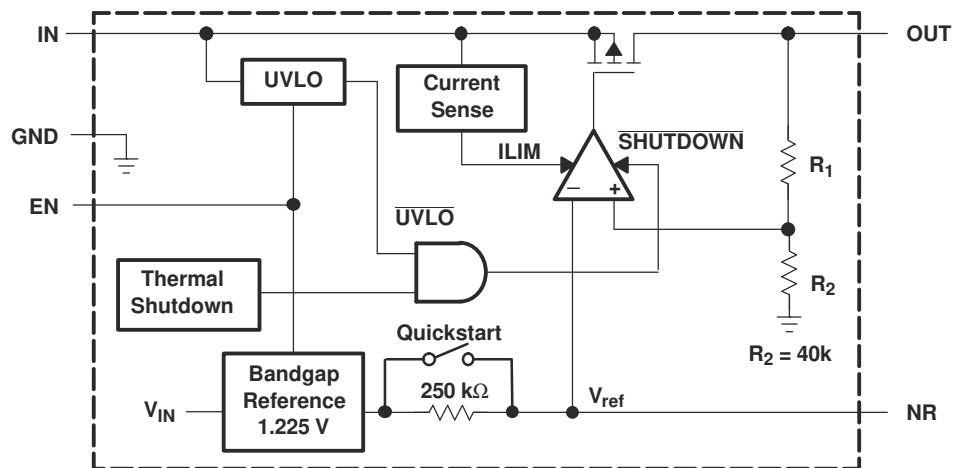 IN
OUT
UVLO
Current
Sense
GND
ILIM
SHUTDOWN
− +
R1
EN
UVLO
Thermal
Shutdown
R2
Quickstart
R2 = 40k
Bandgap
Reference
1.225 V
250 kΩ
VIN
Vref
NR